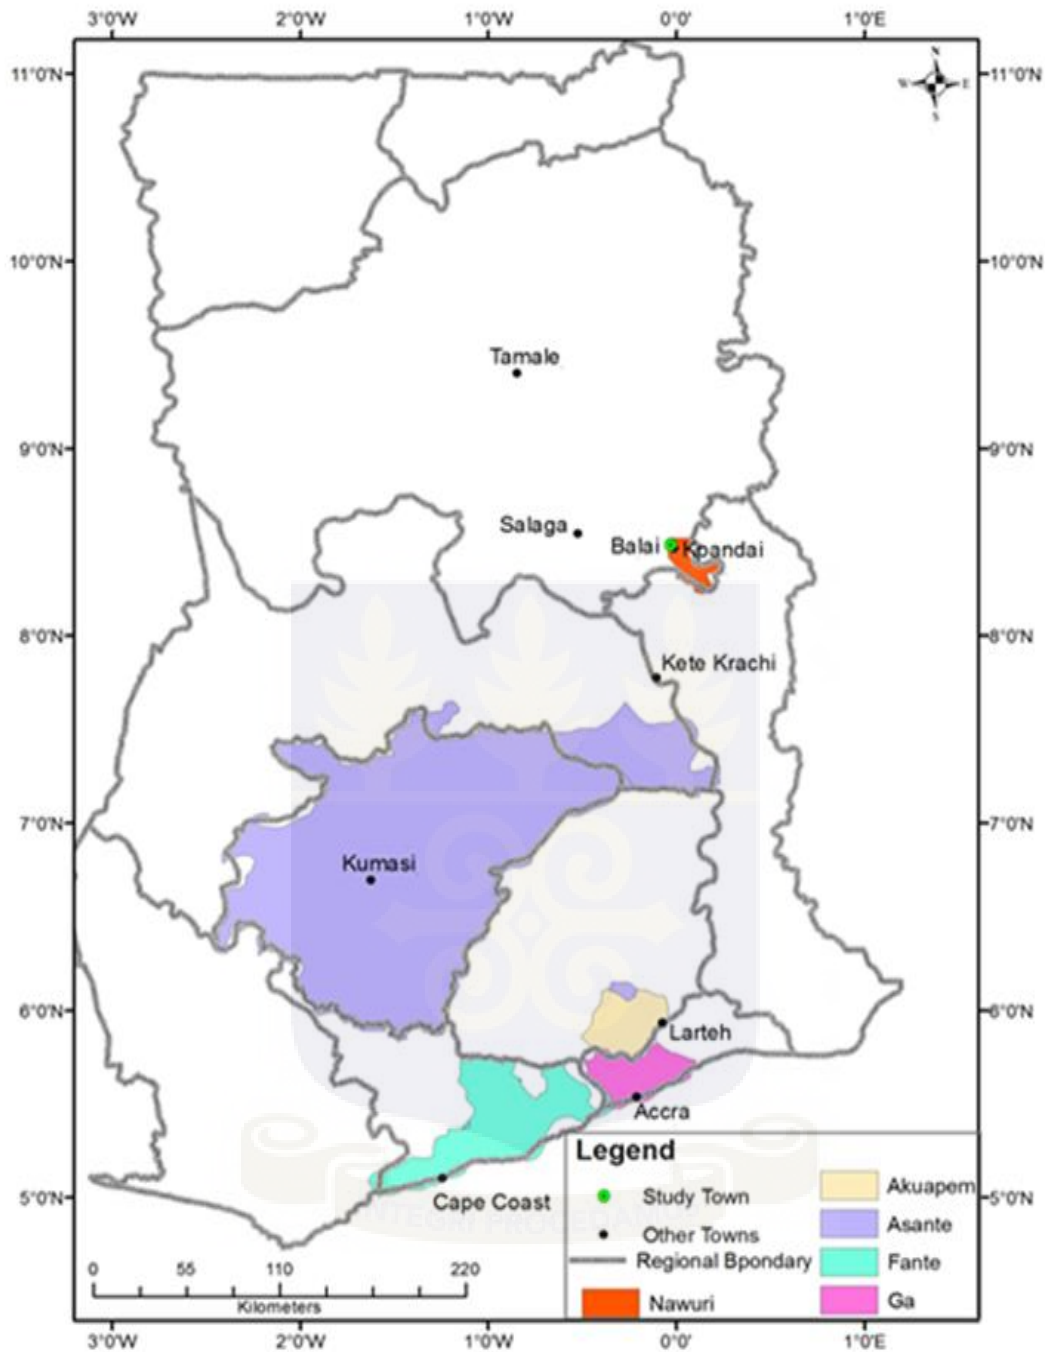 3°0'W 2°0'W 1°0'W 0°0' 1°0'E
11°0'N 11°0'N
N
W E
S
10°0'N 10°0'N
Tamale
9°0'N 9°0'N
Salaga
Balai Kpandai
8°0'N 8°0'N
Kete Krachi
7°0'N 7°0'N
Kumasi
6°0'N 6°0'N
Larteh
Accra
Legend
5°0'N 5°0'N
Cape Coast
INTEGRI PROCEDAMUS
Study Town
Other Towns
Regional Bpondary
Nawuri
Akuapem
Asante
Fante
Ga
0 55 110 220
Kilometers
3°0'W 2°0'W 1°0'W 0°0' 1°0'E